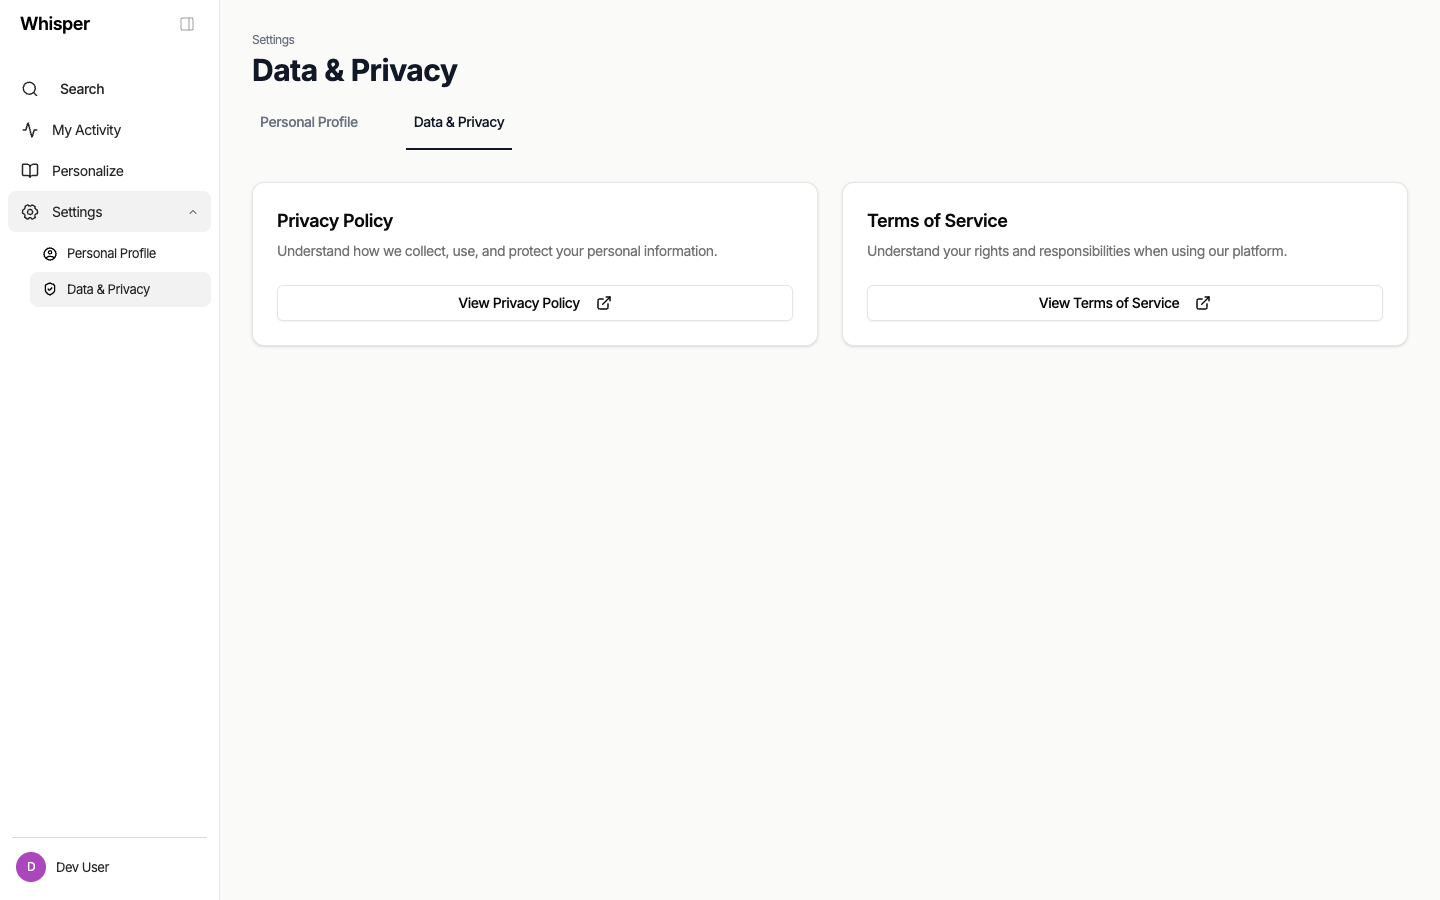 Whisper
Search
My Activity
Personalize
Settings
Personal Profile
Data & Privacy
D
Dev User
Settings
Data & Privacy
Personal Profile
Data & Privacy
Privacy Policy
Understand how we collect, use, and protect your personal information.
View Privacy Policy
Terms of Service
Understand your rights and responsibilities when using our platform.
View Terms of Service